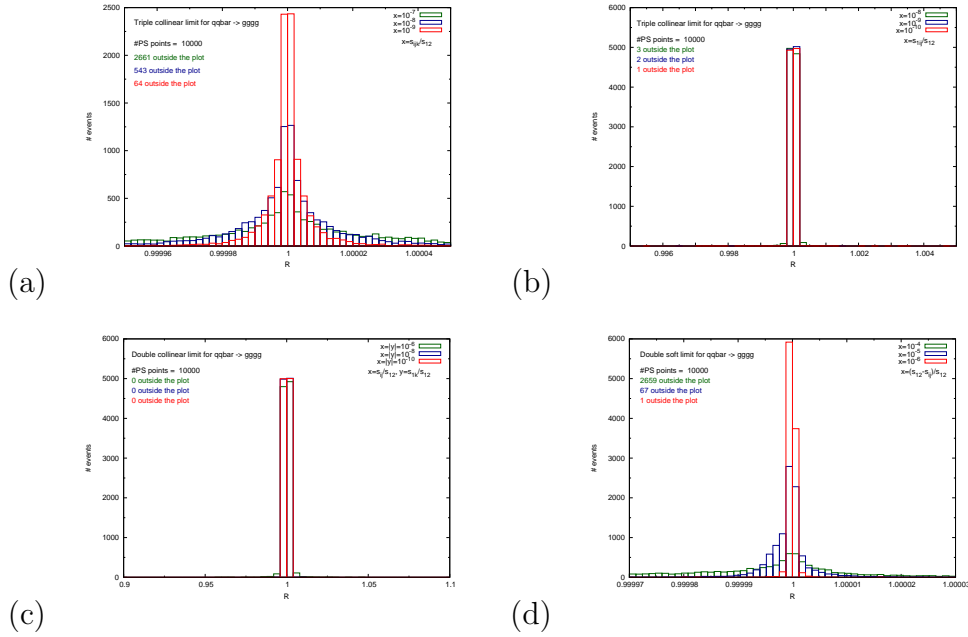 Triple collinear limit for qqbar -> gggg
x=10^-7
x=10^-8
x=10^-9
x=s_ijk/s_12
#PS points = 10000
2661 outside the plot
543 outside the plot
64 outside the plot
# events
0
500
1000
1500
2000
2500
0.99996
0.99998
1
1.00002
1.00004
R
(a)
Triple collinear limit for qqbar -> gggg
x=10^-8
x=10^-9
x=10^-10
x=s_1ij/s_12
#PS points = 10000
3 outside the plot
2 outside the plot
1 outside the plot
# events
0
1000
2000
3000
4000
5000
6000
0.996
0.998
1
1.002
1.004
R
(b)
Double collinear limit for qqbar -> gggg
x=|y|=10^-6
x=|y|=10^-8
x=|y|=10^-10
x=s_ij/s_12, y=s_1k/s_12
#PS points = 10000
0 outside the plot
0 outside the plot
0 outside the plot
# events
0
1000
2000
3000
4000
5000
6000
0.9
0.95
1
1.05
1.1
R
(c)
Double soft limit for qqbar -> gggg
x=10^-4
x=10^-5
x=10^-6
x=(s_12-s_ij)/s_12
#PS points = 10000
2659 outside the plot
67 outside the plot
1 outside the plot
# events
0
1000
2000
3000
4000
5000
6000
0.99997
0.99998
0.99999
1
1.00001
1.00002
1.00003
R
(d)